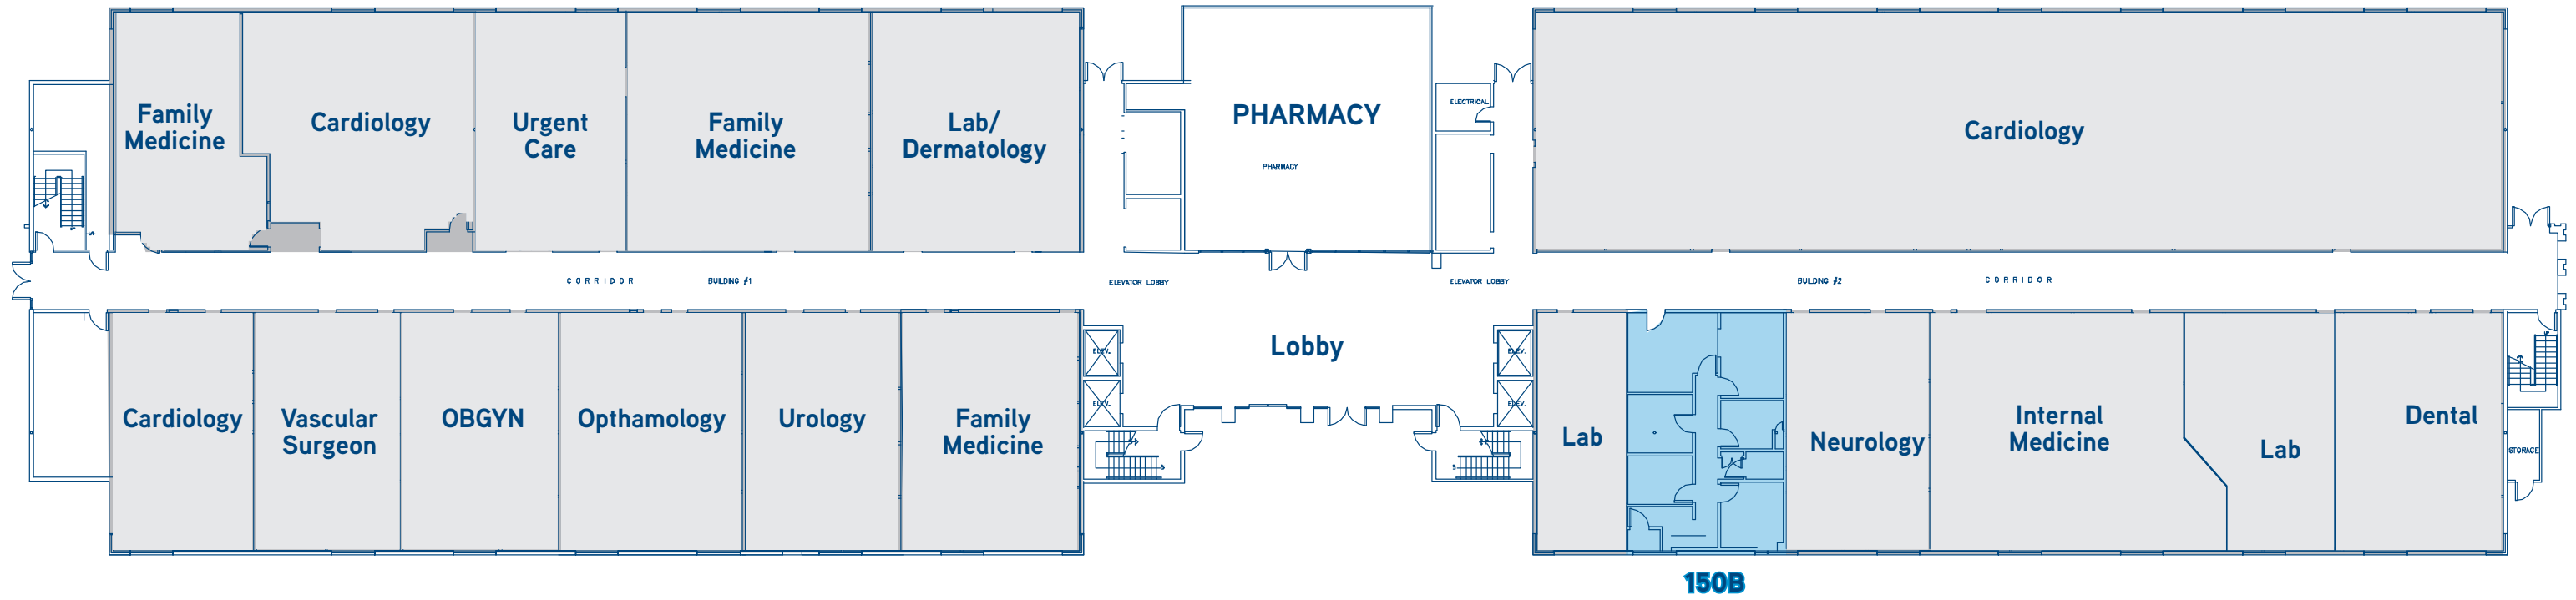 Family
Medicine
Cardiology
Urgent
Care
Family
Medicine
Lab/
Dermatology
PHARMACY
PHARMACY
ELECTRICAL
Cardiology
CORRIDOR
BUILDING #1
ELEVATOR LOBBY
ELEVATOR LOBBY
BUILDING #2
CORRIDOR
Cardiology
Vascular
Surgeon
OBGYN
Opthamology
Urology
Family
Medicine
ELEV.
ELEV.
Lobby
ELEV.
ELEV.
Lab
Neurology
Internal
Medicine
Lab
Dental
STORAGE
150B